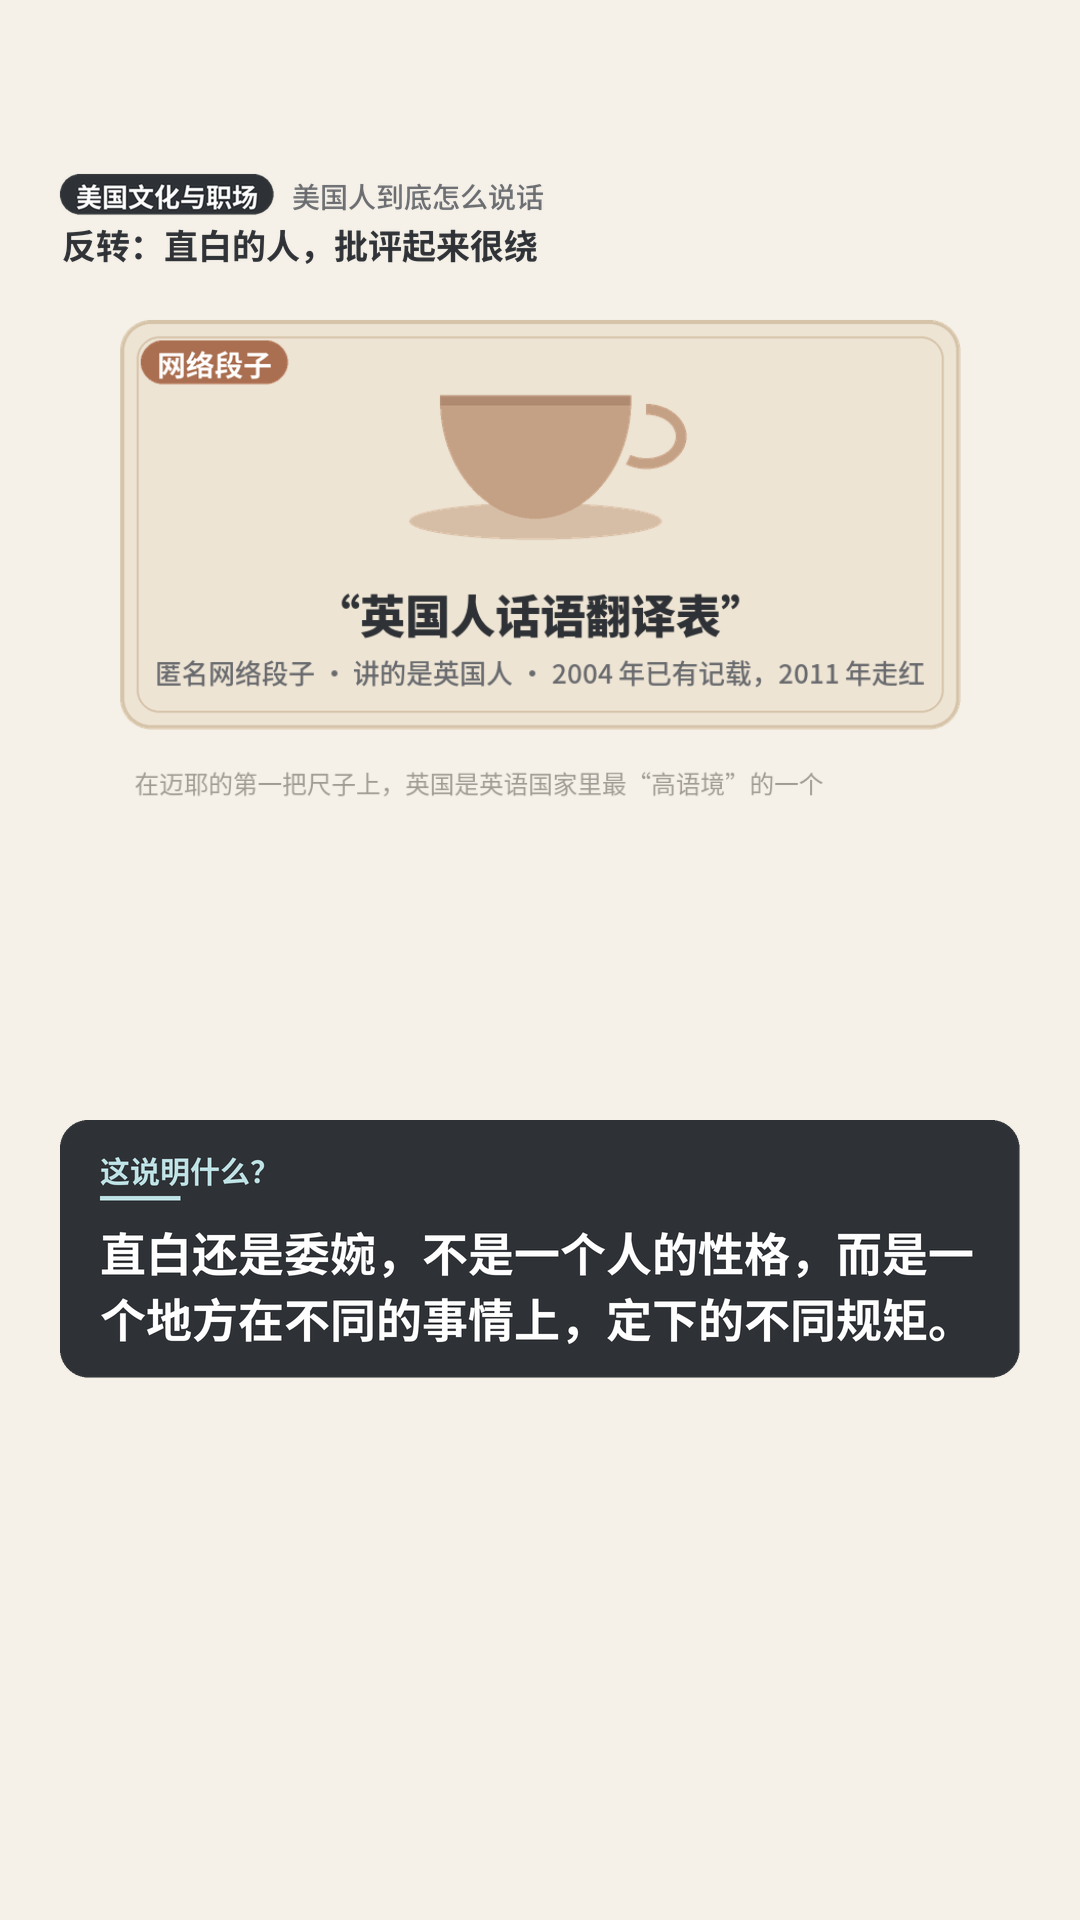 美国文化与职场 美国人到底怎么说话
反转：直白的人，批评起来很绕
网络段子
“英国人话语翻译表”
匿名网络段子 · 讲的是英国人 · 2004 年已有记载，2011 年走红
在迈耶的第一把尺子上，英国是英语国家里最“高语境”的一个
这说明什么？
直白还是委婉，不是一个人的性格，而是一
个地方在不同的事情上，定下的不同规矩。